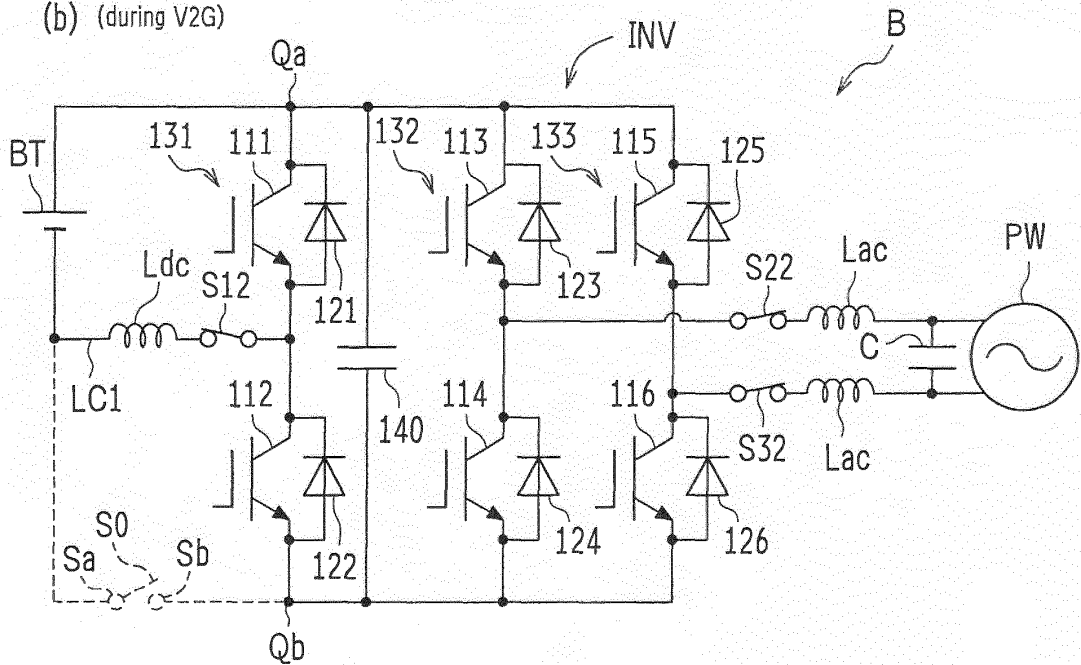 (b) (during V2G)
Qa
INV
B
BT
131
111
132
113
133
115
125
Ldc
S12
121
123
S22
Lac
PW
LC1
112
140
114
116
C
S32
Lac
S0
Sa
Sb
122
124
126
Qb